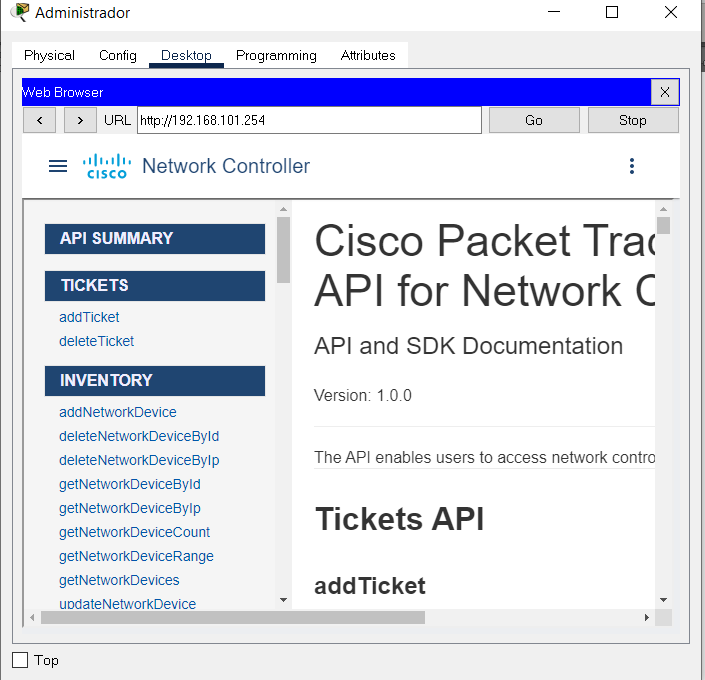 Administrador
Physical Config Desktop Programming Attributes
Web Browser X
< > URL http://192.168.101.254 Go Stop
CISCO Network Controller
API SUMMARY
TICKETS
addTicket
deleteTicket
INVENTORY
addNetworkDevice
deleteNetworkDeviceById
deleteNetworkDeviceByIp
getNetworkDeviceById
getNetworkDeviceByIp
getNetworkDeviceCount
getNetworkDeviceRange
getNetworkDevices
updateNetworkDevice
Cisco Packet Trac
API for Network C
API and SDK Documentation
Version: 1.0.0
The API enables users to access network contro
Tickets API
addTicket
Top